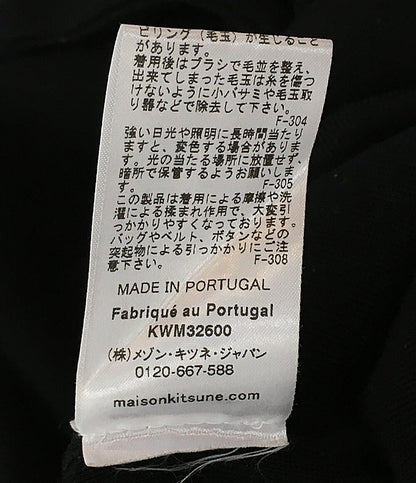 ピリング（毛玉）が生じること
があります。
着用後はブラシで毛並を整え、
出来てしまった毛玉は糸を傷つ
けないように小バサミや毛玉取
り器などで除去して下さい。
F-304
強い日光や照明に長時間当たり
ますと、変色する場合がありま
す。光の当たる場所に放置せず、
暗所で保管するようお願いします。
F-305
この製品は着用による摩擦や洗
濯による揉まれ作用で、大変引
っかかりやすくなっております。
バッグやベルト、ボタンなどの
突起物による引っかかりにご注
意下さい。
F-308
MADE IN PORTUGAL
Fabriqué au Portugal
KWM32600
（株）メゾン・キツネ・ジャパン
0120-667-588
maisonkitsune.com